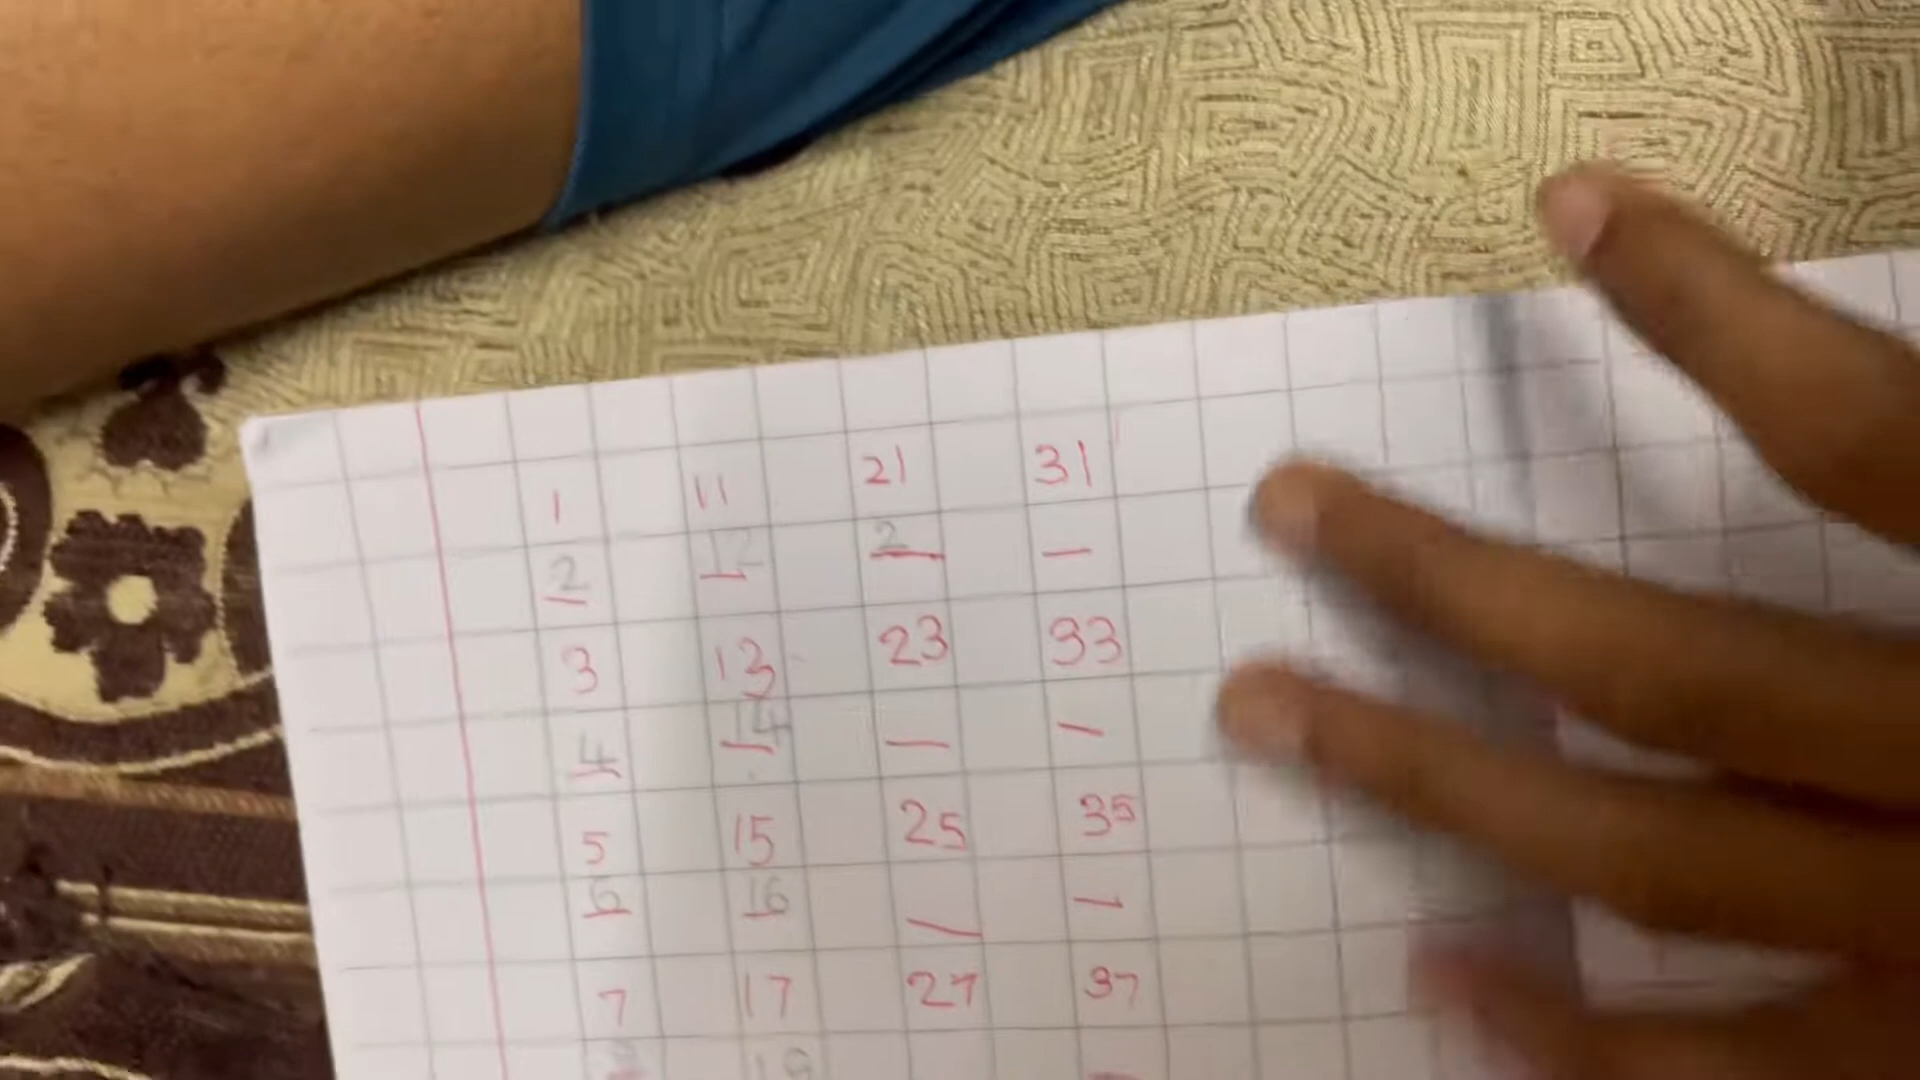 1 11 21 31
2 12 2 —
3 13 23 33
4 14 — —
5 15 25 35
6 16 — —
7 17 27 37